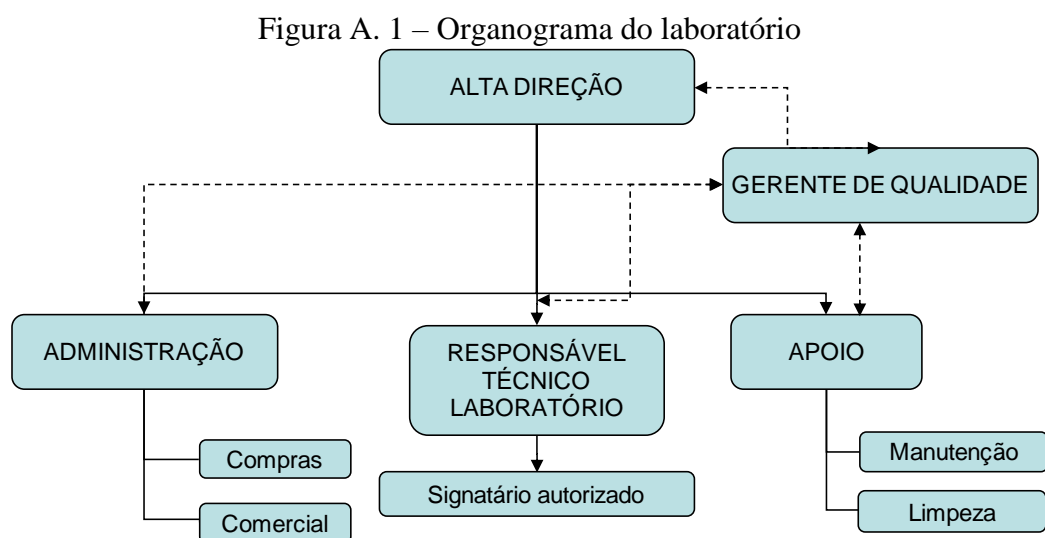 Figura A. 1 – Organograma do laboratório
ALTA DIREÇÃO
GERENTE DE QUALIDADE
ADMINISTRAÇÃO
RESPONSÁVEL
TÉCNICO
LABORATÓRIO
APOIO
Compras
Comercial
Signatário autorizado
Manutenção
Limpeza